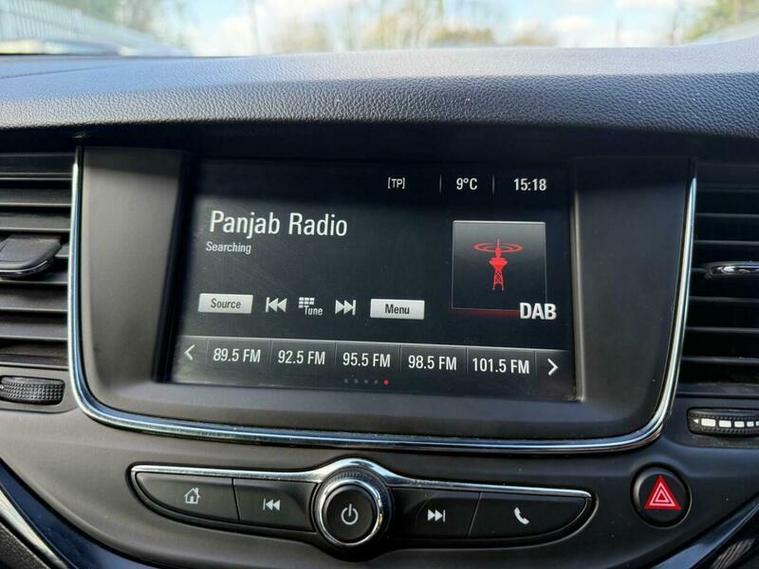 [TP] 9°C 15:18
Panjab Radio
Searching
Source Tune Menu
DAB
89.5 FM 92.5 FM 95.5 FM 98.5 FM 101.5 FM